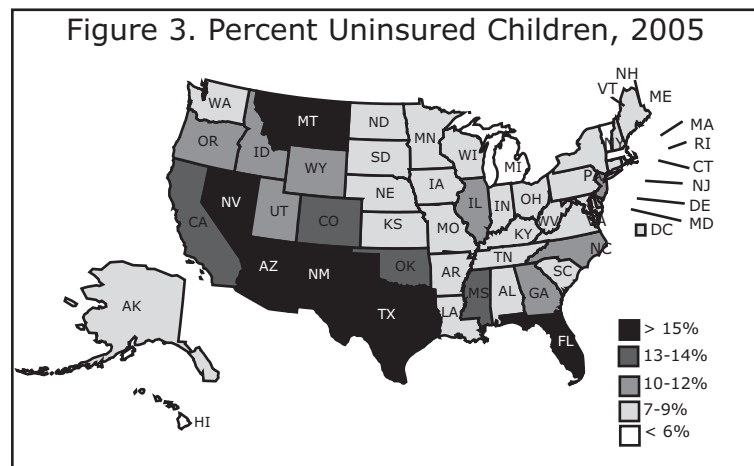 Figure 3. Percent Uninsured Children, 2005
NH
VT
ME
WA
MT
ND
MN
MA
OR
ID
SD
WI
MI
RI
WY
CT
NE
IA
PA
NJ
NV
IL
IN
OH
DE
CA
UT
CO
KS
MO
WV
MD
KY
DC
AZ
NM
OK
AR
TN
NC
SC
MS
AL
GA
AK
TX
LA
FL
HI
> 15%
13-14%
10-12%
7-9%
< 6%